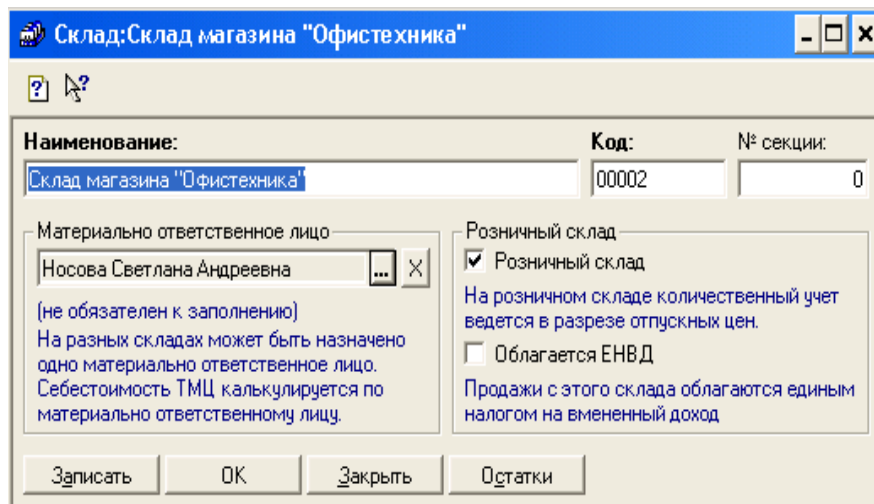 Склад:Склад магазина "Офистехника"
Наименование:
Код:
№ секции:
Склад магазина "Офистехника"
00002
0
Материально ответственное лицо
Носова Светлана Андреевна
...
X
(не обязателен к заполнению)
На разных складах может быть назначено
одно материально ответственное лицо.
Себестоимость ТМЦ калькулируется по
материально ответственному лицу.
Розничный склад
Розничный склад
На розничном складе количественный учет
ведется в разрезе отпускных цен.
Облагается ЕНВД
Продажи с этого склада облагаются единым
налогом на вмененный доход
Записать
OK
Закрыть
Остатки